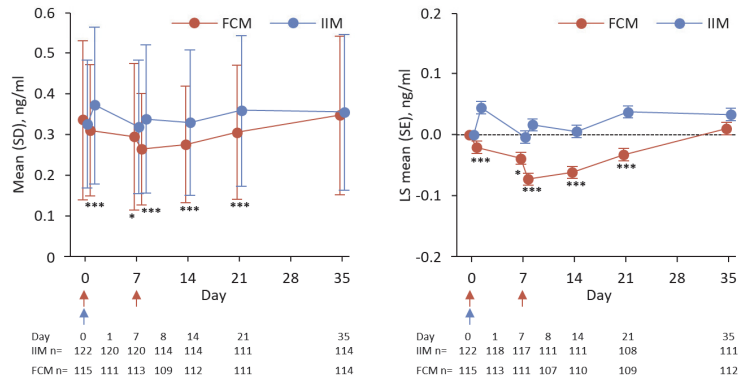 FCM IIM
Mean (SD), ng/ml
0.6
0.5
0.4
0.3
0.2
0.1
0
*** * *** *** ***
0 7 14 21 28 35
Day
Day 0 1 7 8 14 21 35
IIM n= 122 120 120 114 114 111 114
FCM n= 115 111 113 109 112 111 114
FCM IIM
LS mean (SE), ng/ml
+0.2
+0.1
0.0
-0.1
-0.2
*** * *** *** ***
0 7 14 21 28 35
Day
Day 0 1 7 8 14 21 35
IIM n= 122 118 117 111 111 108 111
FCM n= 115 113 111 107 110 109 112